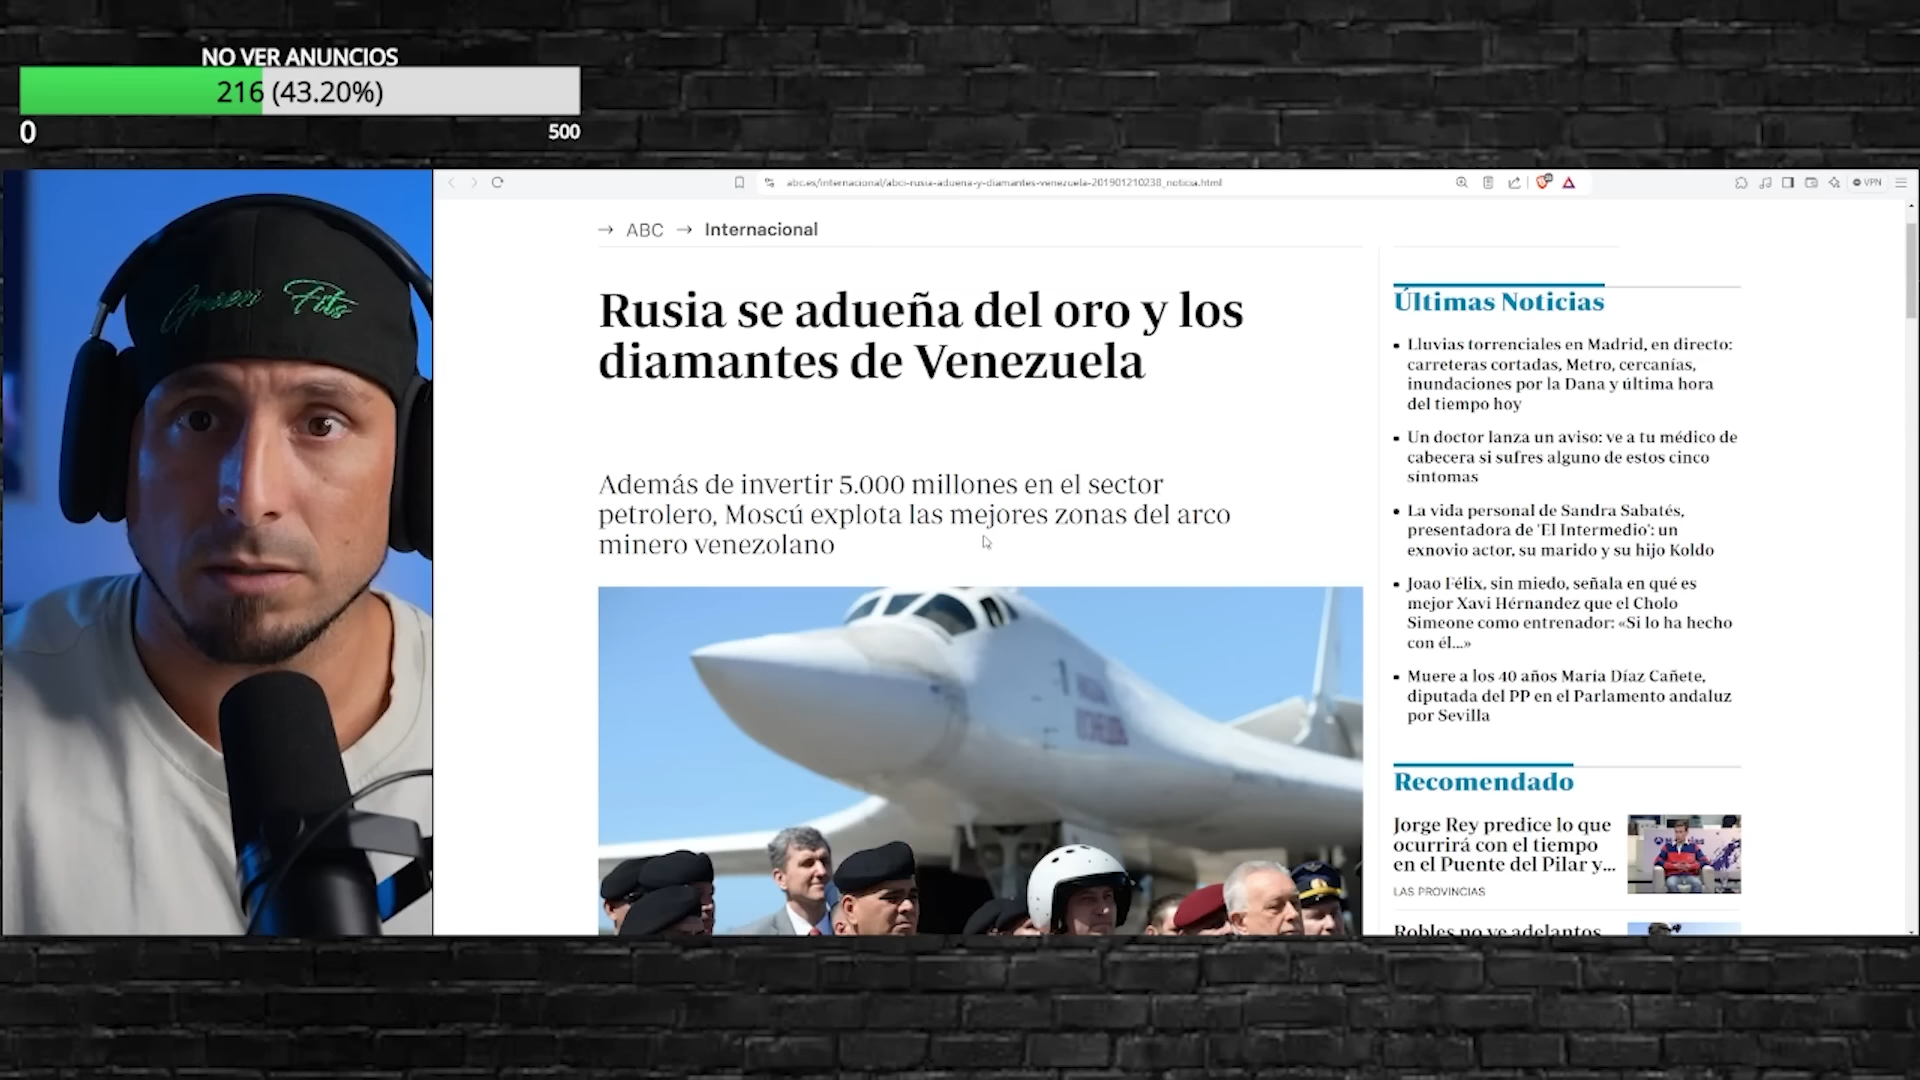 NO VER ANUNCIOS
216 (43.20%)
0
500
abc.es/internacional/abci-rusia-aduena-y-diamantes-venezuela-201901210238_noticia.html
VPN
→ ABC → Internacional
Rusia se adueña del oro y los
diamantes de Venezuela
Además de invertir 5.000 millones en el sector
petrolero, Moscú explota las mejores zonas del arco
minero venezolano
Green Fits
Últimas Noticias
Lluvias torrenciales en Madrid, en directo:
carreteras cortadas, Metro, cercanías,
inundaciones por la Dana y última hora
del tiempo hoy
Un doctor lanza un aviso: ve a tu médico de
cabecera si sufres alguno de estos cinco
síntomas
La vida personal de Sandra Sabatés,
presentadora de 'El Intermedio': un
exnovio actor, su marido y su hijo Koldo
Joao Félix, sin miedo, señala en qué es
mejor Xavi Hérnandez que el Cholo
Simeone como entrenador: «Si lo ha hecho
con él...»
Muere a los 40 años María Díaz Cañete,
diputada del PP en el Parlamento andaluz
por Sevilla
Recomendado
Jorge Rey predice lo que
ocurrirá con el tiempo
en el Puente del Pilar y...
LAS PROVINCIAS
Robles no ve adelantos